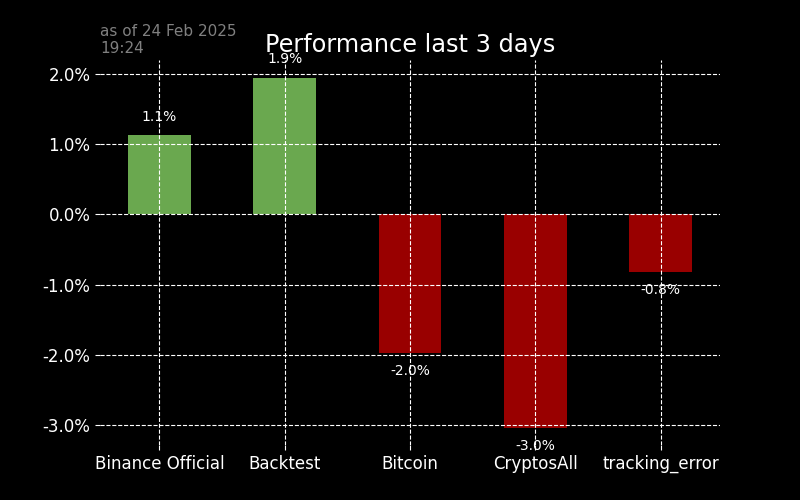 as of 24 Feb 2025
19:24
Performance last 3 days
2.0%
1.0%
0.0%
-1.0%
-2.0%
-3.0%
1.1%
1.9%
-2.0%
-3.0%
-0.8%
Binance Official
Backtest
Bitcoin
CryptosAll
tracking_error